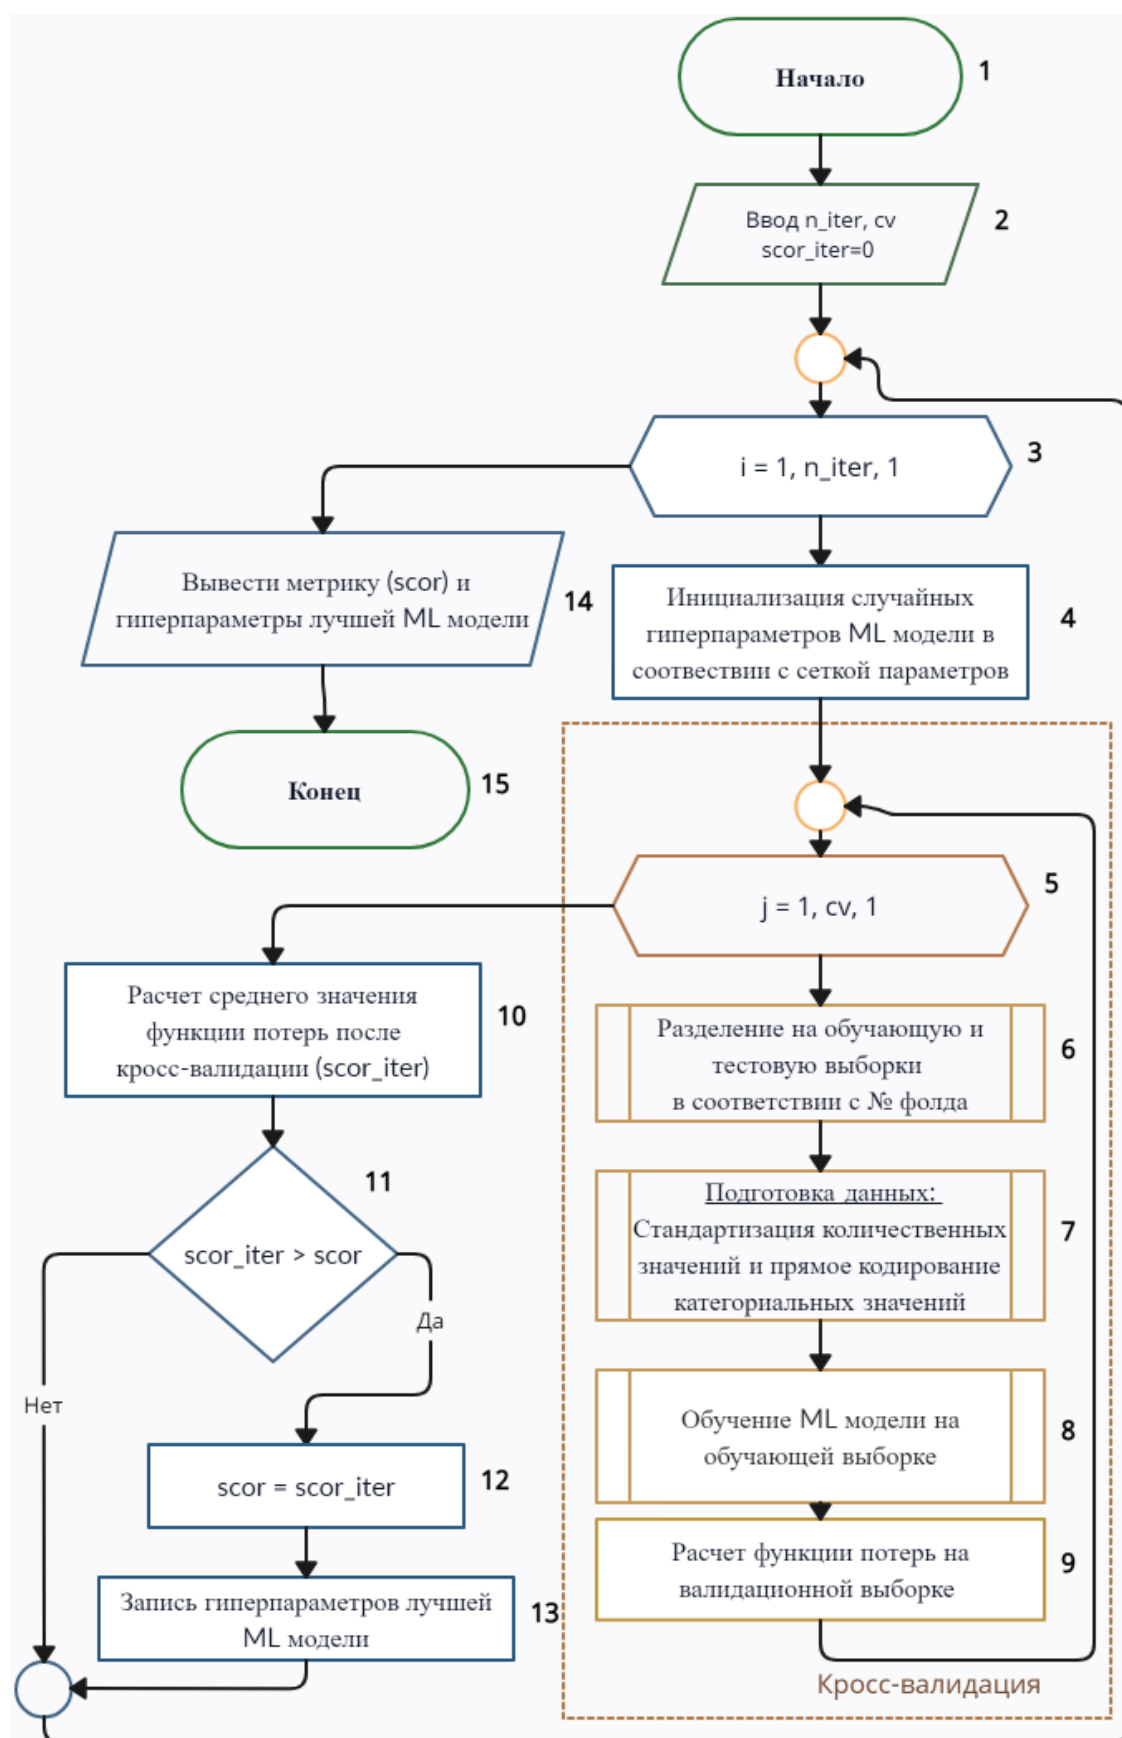 Начало
1
Ввод n_iter, cv
scor_iter=0
2
i = 1, n_iter, 1
3
Вывести метрику (scor) и
гиперпараметры лучшей ML модели
14
Инициализация случайных
гиперпараметров ML модели в
соотвествии с сеткой параметров
4
Конец
15
j = 1, cv, 1
5
Расчет среднего значения
функции потерь после
кросс-валидации (scor_iter)
10
Разделение на обучающую и
тестовую выборки
в соответствии с № фолда
6
scor_iter > scor
11
Да
Нет
Подготовка данных:
Стандартизация количественных
значений и прямое кодирование
категориальных значений
7
Обучение ML модели на
обучающей выборке
8
scor = scor_iter
12
Расчет функции потерь на
валидационной выборке
9
Запись гиперпараметров лучшей
ML модели
13
Кросс-валидация